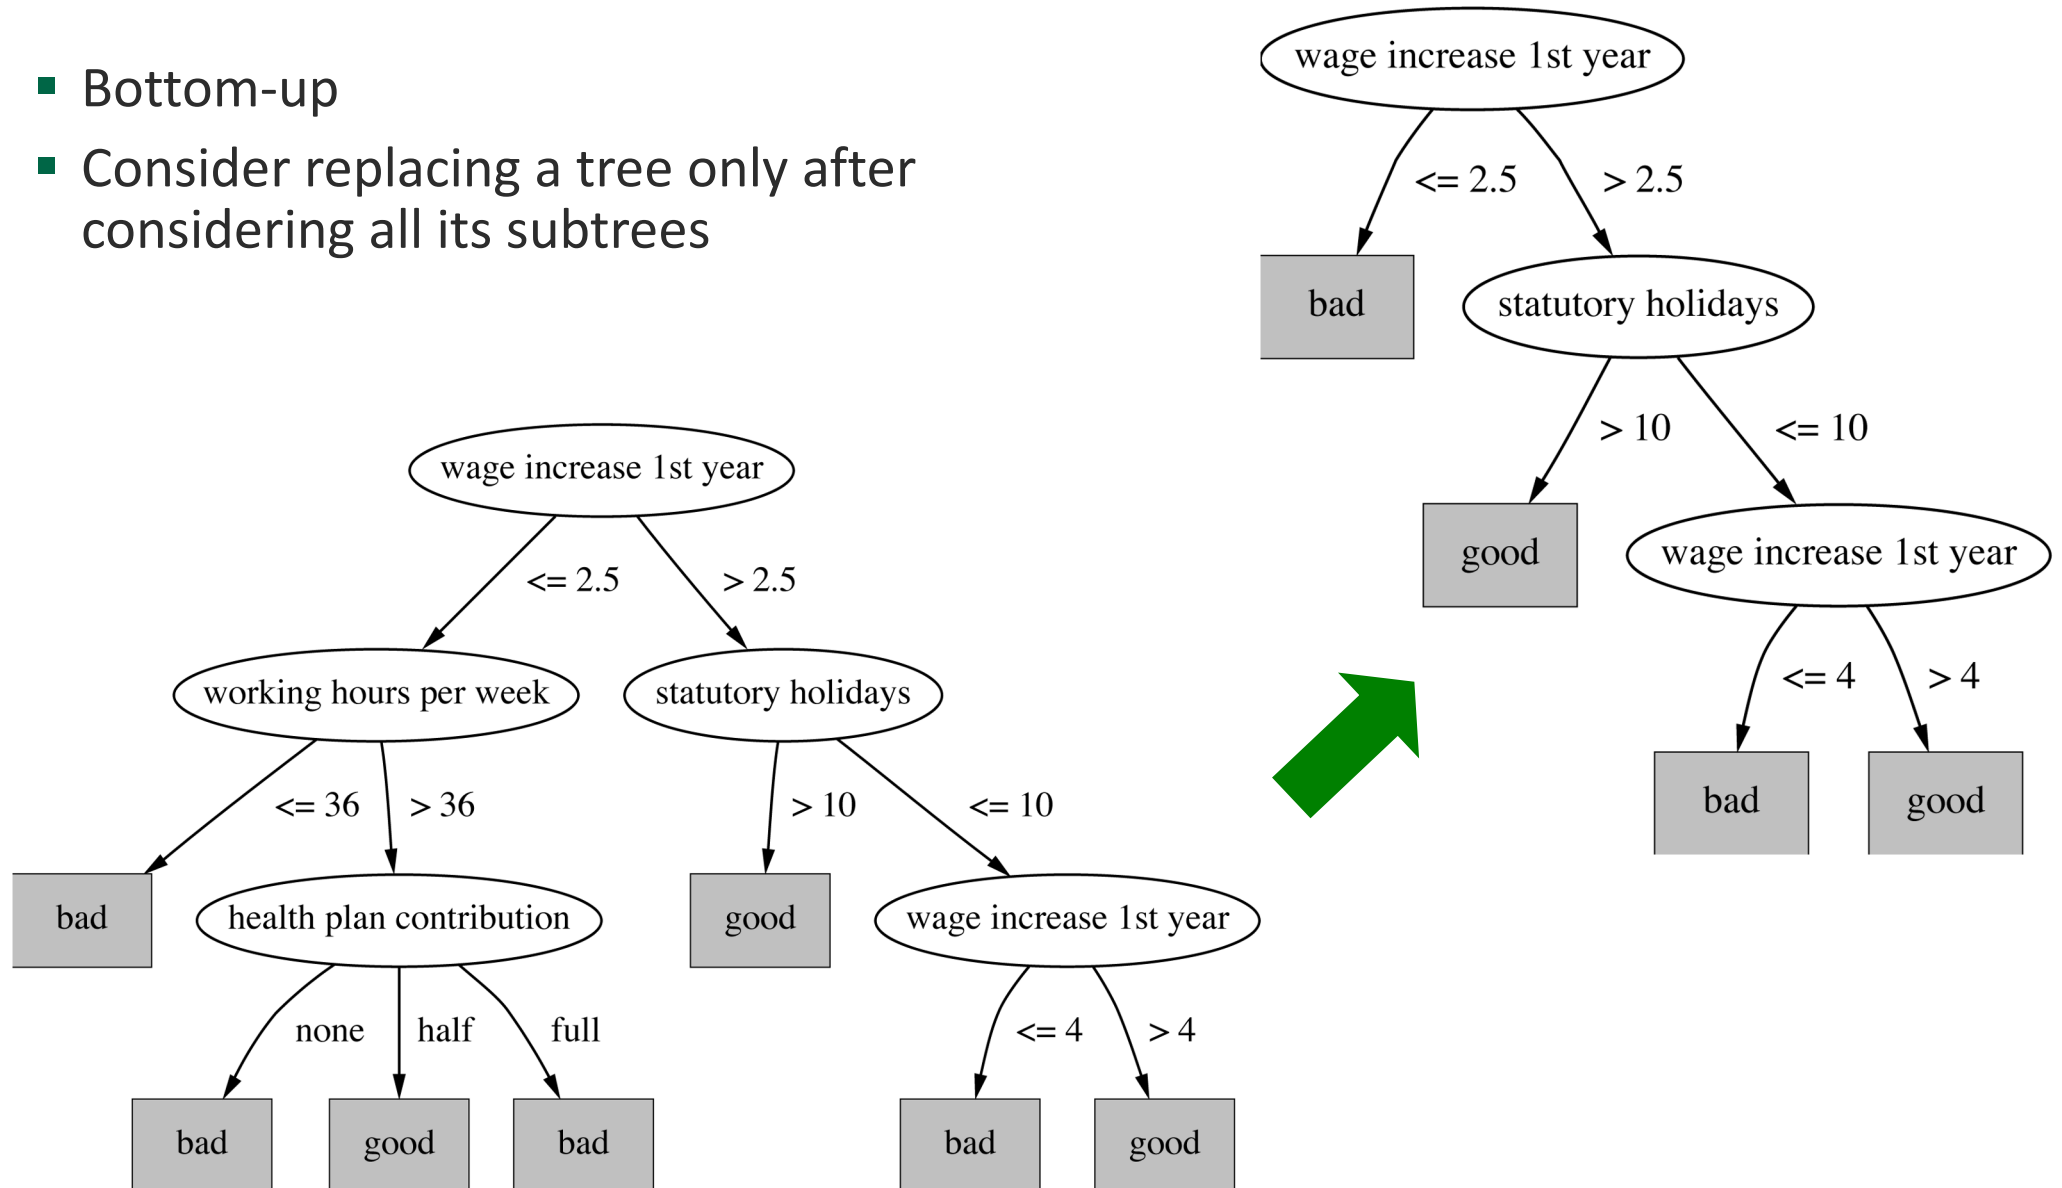 Bottom-up
Consider replacing a tree only after
considering all its subtrees
wage increase 1st year
<= 2.5
> 2.5
working hours per week
statutory holidays
<= 36
> 36
> 10
<= 10
bad
health plan contribution
good
wage increase 1st year
none
half
full
<= 4
> 4
bad
good
bad
bad
good
wage increase 1st year
<= 2.5
> 2.5
bad
statutory holidays
> 10
<= 10
good
wage increase 1st year
<= 4
> 4
bad
good